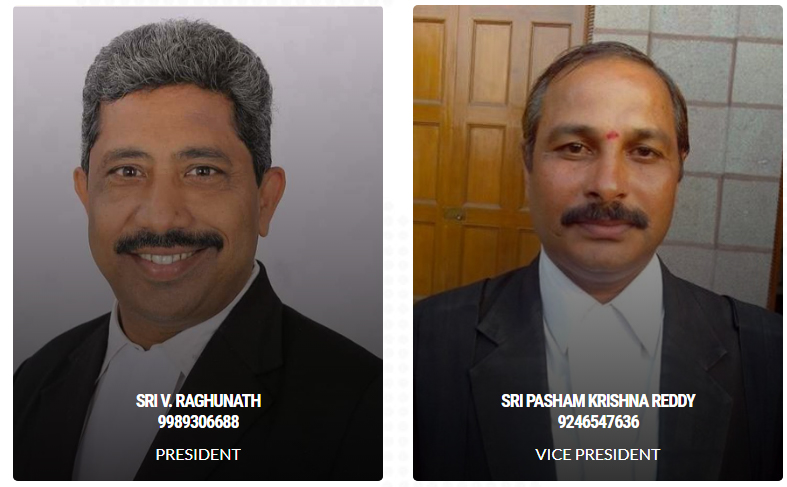 SRI V. RAGHUNATH
9989306688
PRESIDENT
SRI PASHAM KRISHNA REDDY
9246547636
VICE PRESIDENT